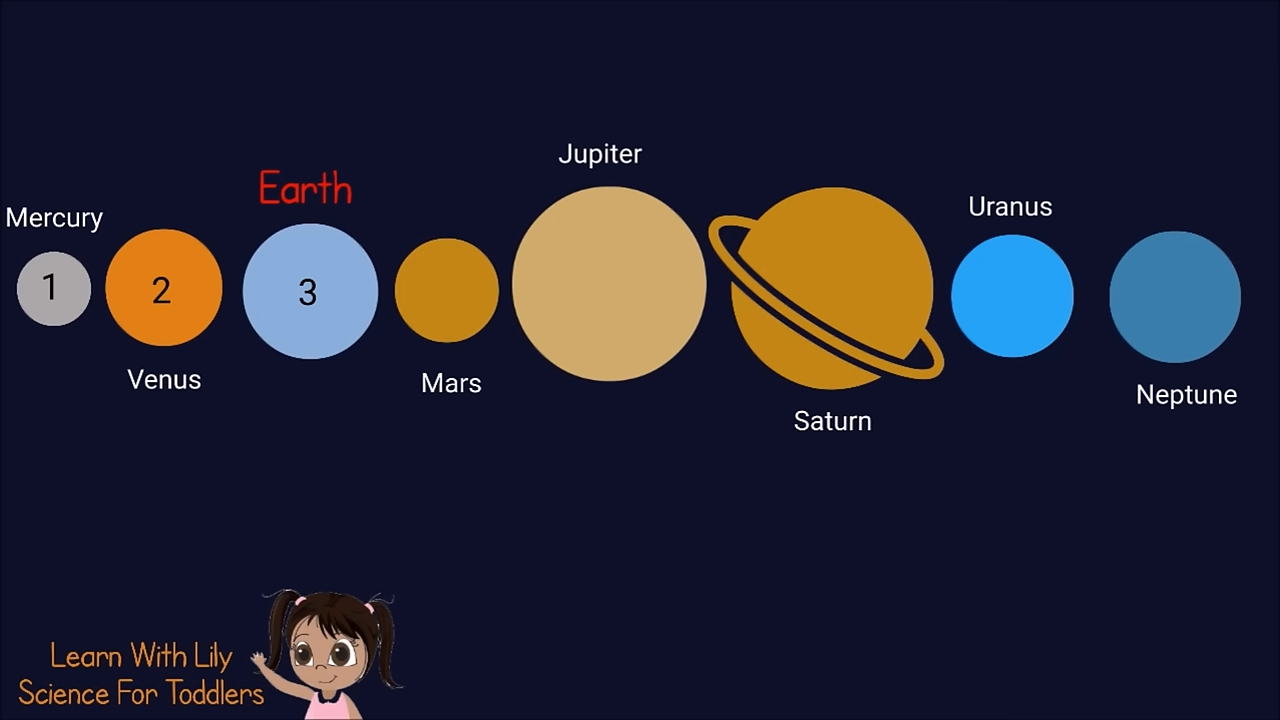 Mercury
1
2
Venus
Earth
3
Mars
Jupiter
Saturn
Uranus
Neptune
Learn With Lily
Science For Toddlers